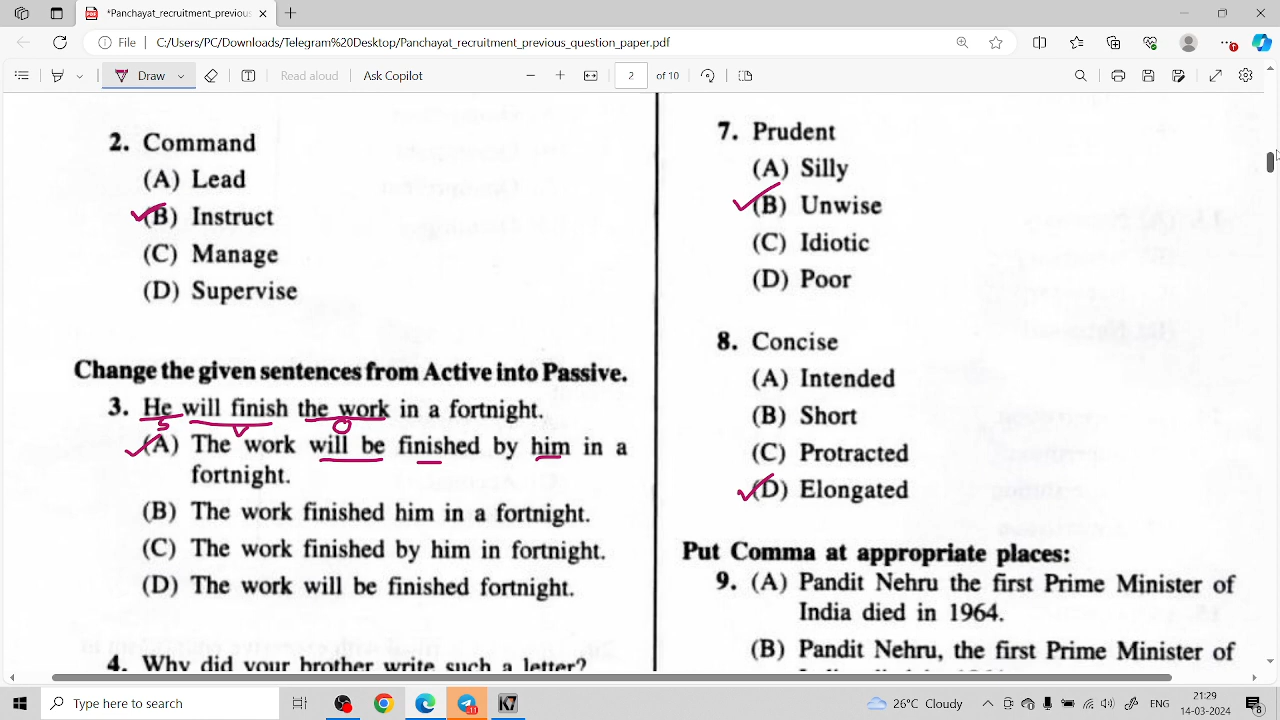 *Panchayat_recruitment_previou:
File
C:/Users/PC/Downloads/Telegram%20Desktop/Panchayat_recruitment_previous_question_paper.pdf
Draw
Read aloud
Ask Copilot
2
of 10
2. Command
(A) Lead
(B) Instruct
(C) Manage
(D) Supervise
Change the given sentences from Active into Passive.
3. He will finish the work in a fortnight.
S V O
(A) The work will be finished by him in a
fortnight.
(B) The work finished him in a fortnight.
(C) The work finished by him in fortnight.
(D) The work will be finished fortnight.
4. Why did your brother write such a letter?
7. Prudent
(A) Silly
(B) Unwise
(C) Idiotic
(D) Poor
8. Concise
(A) Intended
(B) Short
(C) Protracted
(D) Elongated
Put Comma at appropriate places:
9. (A) Pandit Nehru the first Prime Minister of
India died in 1964.
(B) Pandit Nehru, the first Prime Minister of
Type here to search
Cloudy
ENG
21:29
14-09-2024